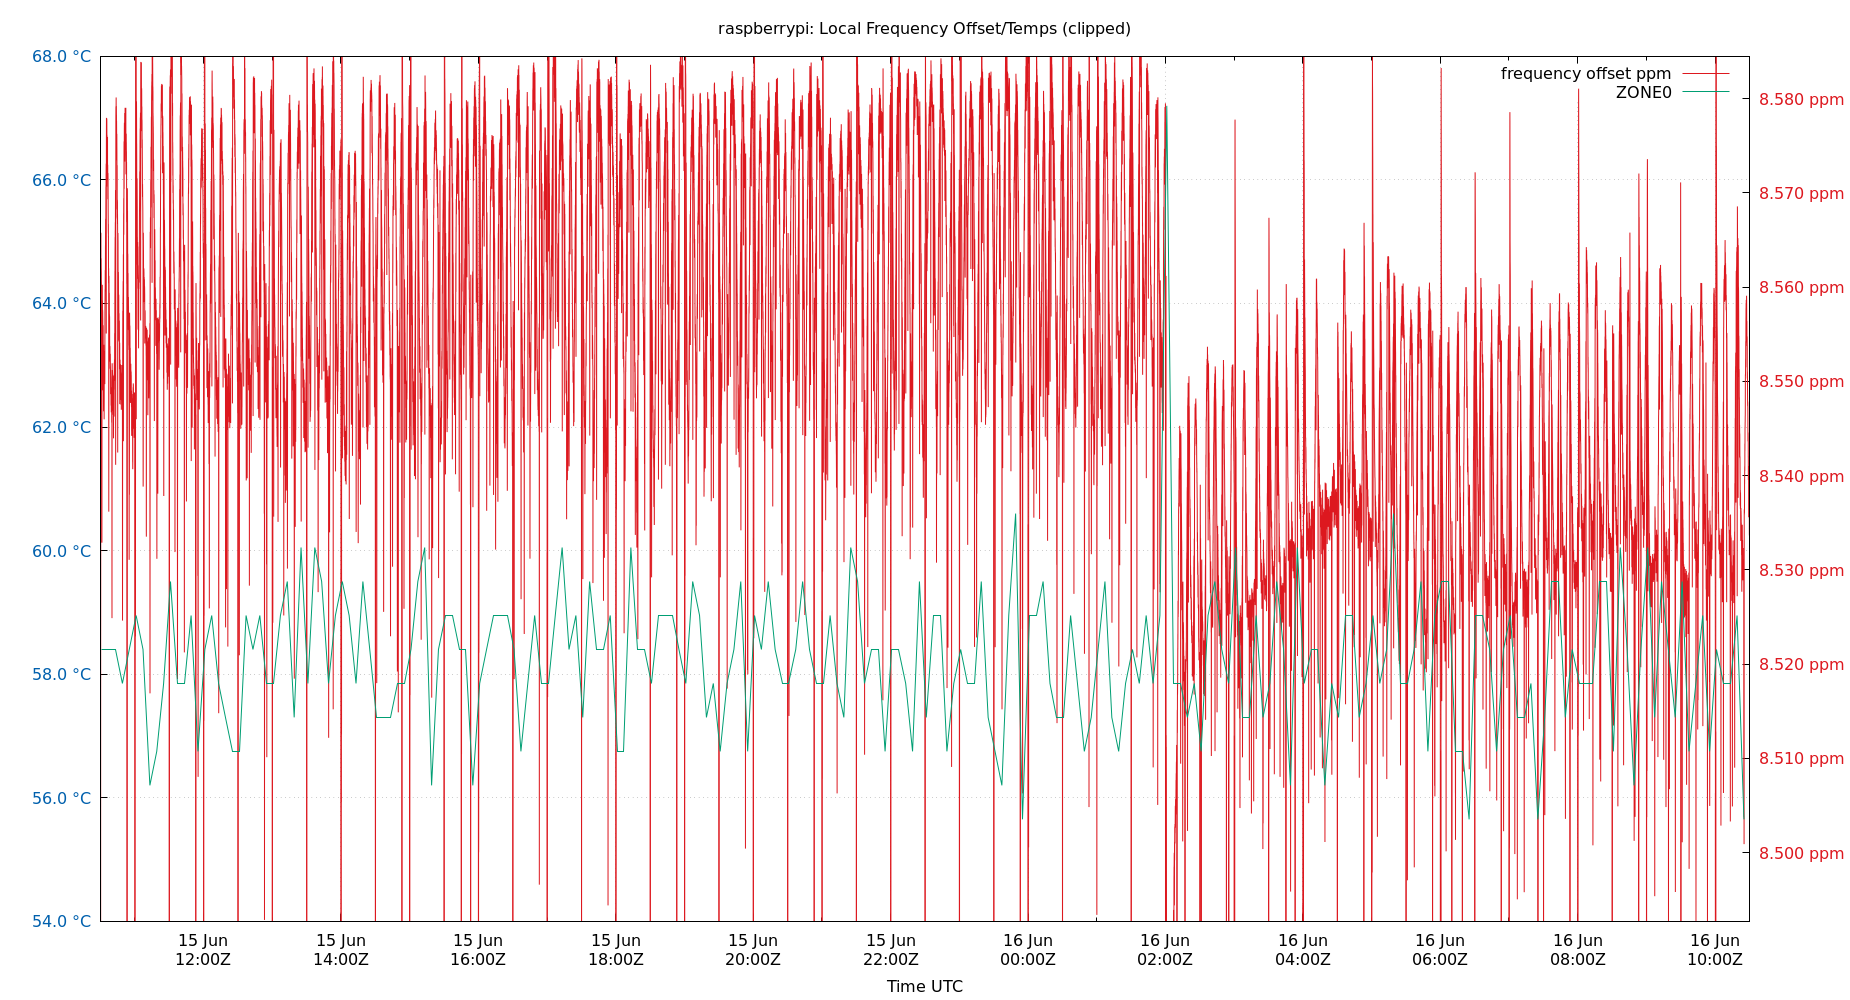 raspberrypi: Local Frequency Offset/Temps (clipped)
frequency offset ppm
ZONE0
68.0 °C
66.0 °C
64.0 °C
62.0 °C
60.0 °C
58.0 °C
56.0 °C
54.0 °C
8.580 ppm
8.570 ppm
8.560 ppm
8.550 ppm
8.540 ppm
8.530 ppm
8.520 ppm
8.510 ppm
8.500 ppm
15 Jun
12:00Z
15 Jun
14:00Z
15 Jun
16:00Z
15 Jun
18:00Z
15 Jun
20:00Z
15 Jun
22:00Z
16 Jun
00:00Z
16 Jun
02:00Z
16 Jun
04:00Z
16 Jun
06:00Z
16 Jun
08:00Z
16 Jun
10:00Z
Time UTC